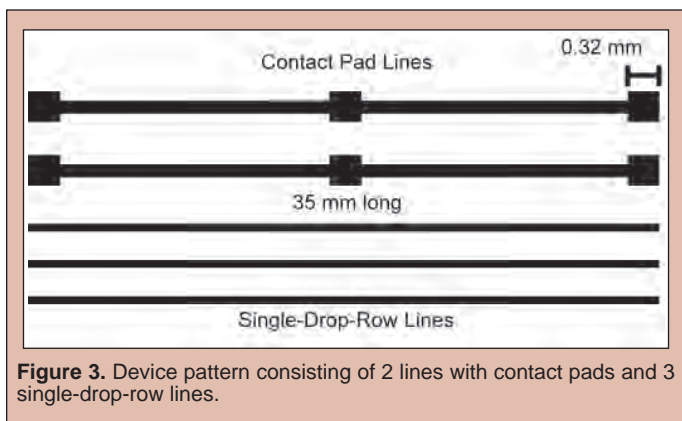 0.32 mm
Contact Pad Lines
35 mm long
Single-Drop-Row Lines
Figure 3. Device pattern consisting of 2 lines with contact pads and 3
single-drop-row lines.